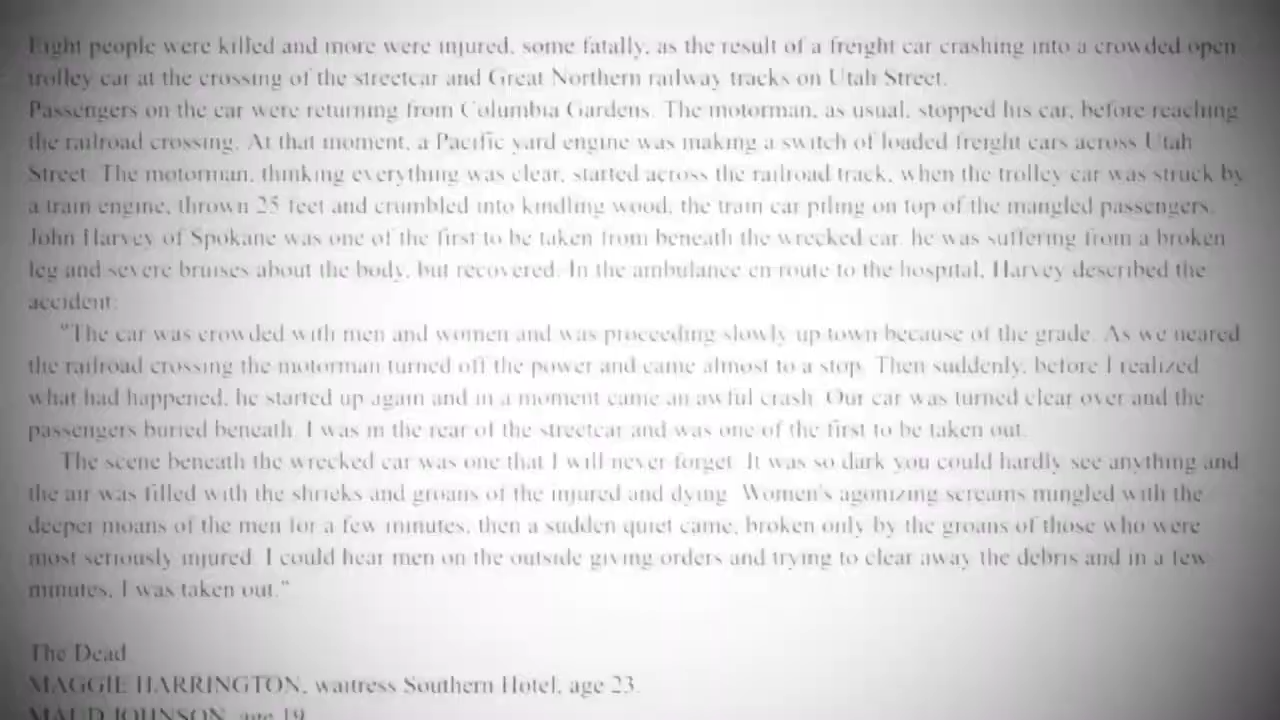 Eight people were killed and more were injured, some fatally, as the result of a freight car crashing into a crowded open
trolley car at the crossing of the streetcar and Great Northern railway tracks on Utah Street.
Passengers on the car were returning from Columbia Gardens. The motorman, as usual, stopped his car, before reaching
the railroad crossing. At that moment, a Pacific yard engine was making a switch of loaded freight cars across Utah
Street. The motorman, thinking everything was clear, started across the railroad track, when the trolley car was struck by
a train engine, thrown 25 feet and crumbled into kindling wood, the train car piling on top of the mangled passengers.
John Harvey of Spokane was one of the first to be taken from beneath the wrecked car, he was suffering from a broken
leg and severe bruises about the body, but recovered. In the ambulance en route to the hospital, Harvey described the
accident:
"The car was crowded with men and women and was proceeding slowly up town because of the grade. As we neared
the railroad crossing the motorman turned off the power and came almost to a stop. Then suddenly, before I realized
what had happened, he started up again and in a moment came an awful crash. Our car was turned clear over and the
passengers buried beneath. I was in the rear of the streetcar and was one of the first to be taken out.
The scene beneath the wrecked car was one that I will never forget. It was so dark you could hardly see anything and
the air was filled with the shrieks and groans of the injured and dying. Women's agonizing screams mingled with the
deeper moans of the men for a few minutes, then a sudden quiet came, broken only by the groans of those who were
most seriously injured. I could hear men on the outside giving orders and trying to clear away the debris and in a few
minutes, I was taken out."
The Dead
MAGGIE HARRINGTON, waitress Southern Hotel, age 23.
MAUD JOHNSON, age 19